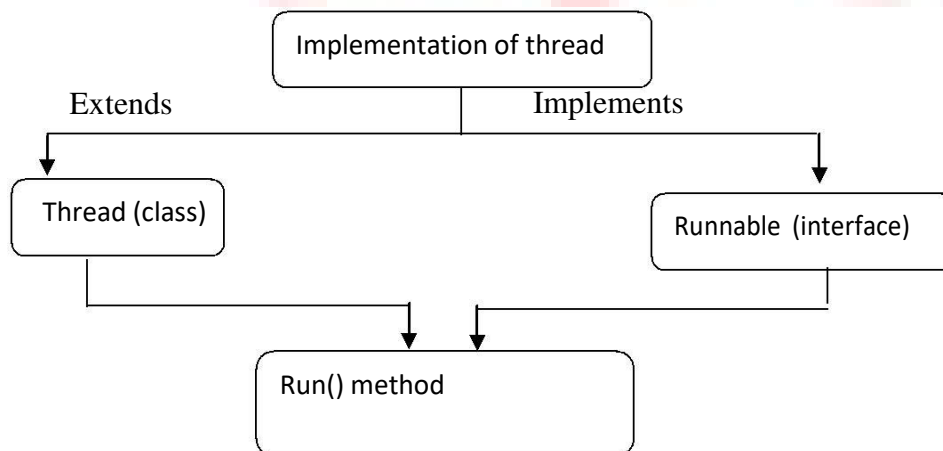 Implementation of thread
Extends
Implements
Thread (class)
Runnable (interface)
Run() method